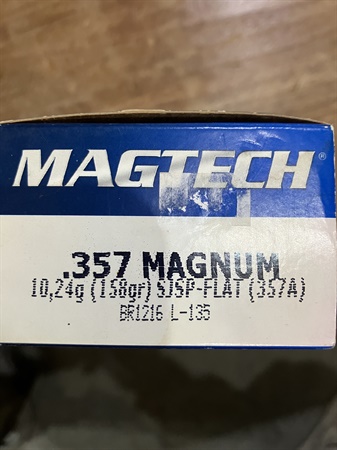 MAGTECH®
.357 MAGNUM
10,24g (158gr) SJSP-FLAT (357A)
BR1216 L-135